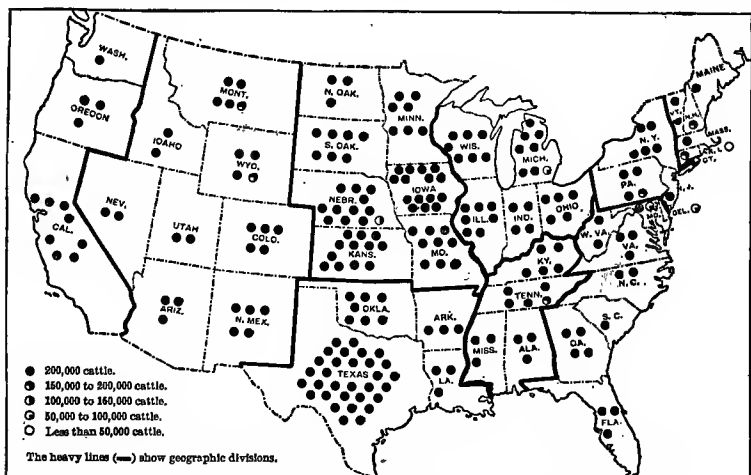 WASH.
MONT.
N. DAK.
MINN.
MAINE
OREGON
IDAHO
S. DAK.
WIS.
MICH.
N.Y.
VT.
N.H.
MASS.
R.I.
CT.
WYO.
NEBR.
IOWA
PA.
N.J.
NEV.
UTAH
COLO.
ILL.
IND.
OHIO
DEL.
MD.
CAL.
KANS.
MO.
W. VA.
VA.
KY.
N.C.
TENN.
ARIZ.
N. MEX.
OKLA.
ARK.
S. C.
MISS.
ALA.
GA.
TEXAS
LA.
FLA.
200,000 cattle.
150,000 to 200,000 cattle.
100,000 to 150,000 cattle.
50,000 to 100,000 cattle.
Less than 50,000 cattle.
The heavy lines (▬) show geographic divisions.